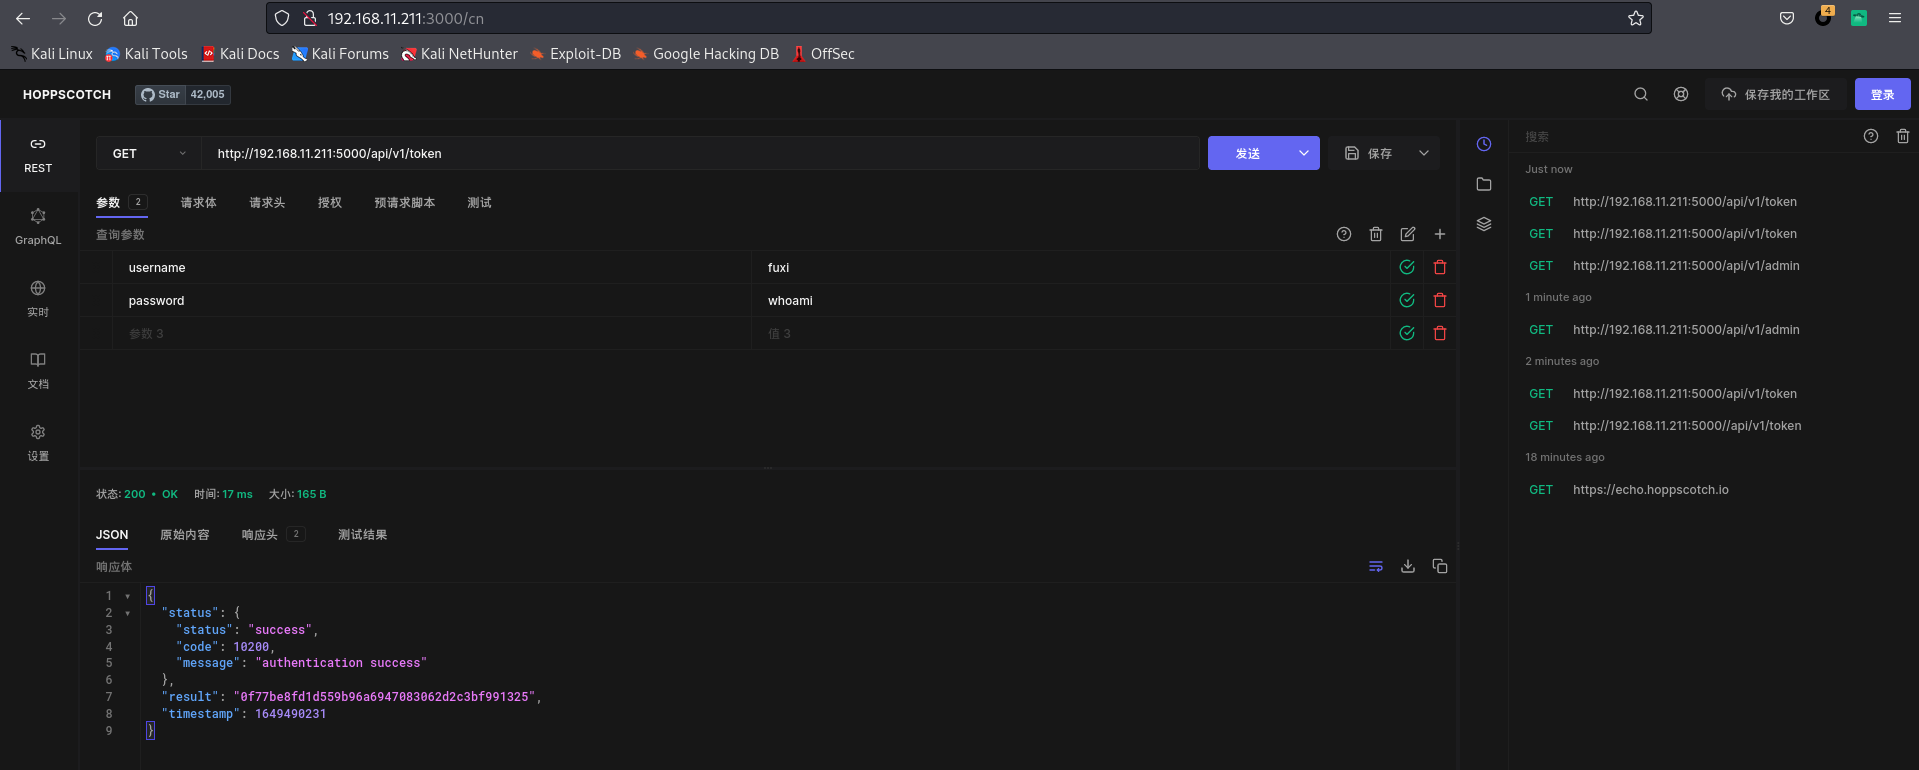 192.168.11.211:3000/cn
4
Kali Linux Kali Tools Kali Docs Kali Forums Kali NetHunter Exploit-DB Google Hacking DB OffSec
HOPPSCOTCH Star 42,005 保存我的工作区 登录
REST
GraphQL
实时
文档
设置
GET http://192.168.11.211:5000/api/v1/token 发送 保存
参数 2 请求体 请求头 授权 预请求脚本 测试
查询参数
username fuxi
password whoami
参数 3 值 3
状态: 200 • OK 时间: 17 ms 大小: 165 B
JSON 原始内容 响应头 2 测试结果
响应体
1 {
2 "status": {
3 "status": "success",
4 "code": 10200,
5 "message": "authentication success"
6 },
7 "result": "0f77be8fd1d559b96a6947083062d2c3bf991325",
8 "timestamp": 1649490231
9 }
搜索
Just now
GET http://192.168.11.211:5000/api/v1/token
GET http://192.168.11.211:5000/api/v1/token
GET http://192.168.11.211:5000/api/v1/admin
1 minute ago
GET http://192.168.11.211:5000/api/v1/admin
2 minutes ago
GET http://192.168.11.211:5000/api/v1/token
GET http://192.168.11.211:5000//api/v1/token
18 minutes ago
GET https://echo.hoppscotch.io